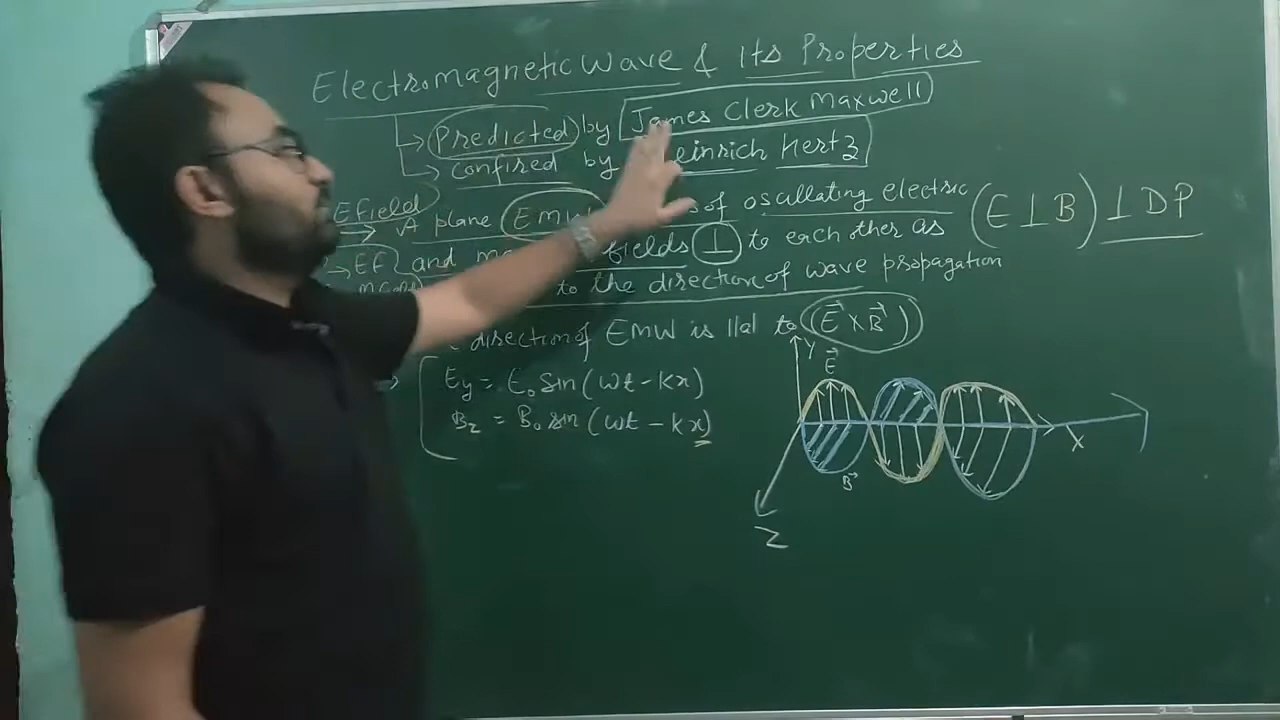 Electromagnetic Wave & Its Properties
Predicted by James Clerk Maxwell
confired by einrich Hertz
Efield
A plane EMW of oscillating electric (E ⊥ B) ⊥ DP
EF and fields ⊥ to each other as
to the direction of wave propagation
direction of EMW is llal to (E⃗ x B⃗)
Ey = E₀ Sin(ωt - kx)
Bz = B₀ sin(ωt - kx)
Y
E⃗
X
B⃗
Z